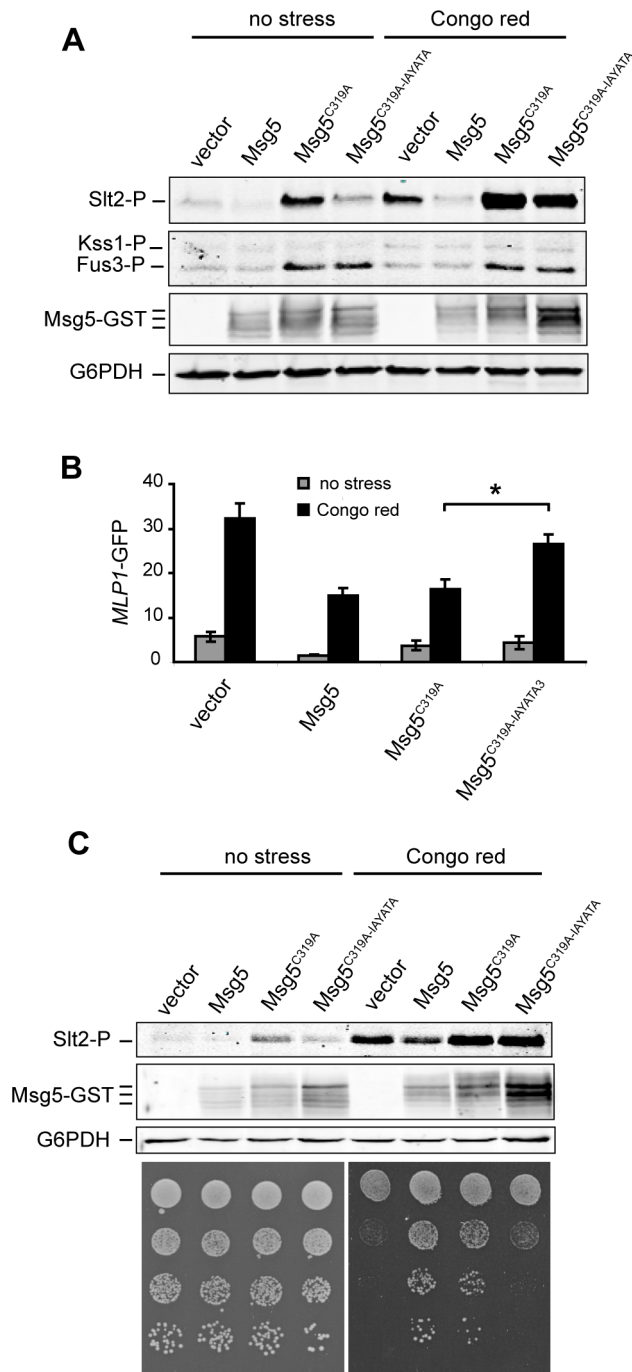 A
no stress Congo red
vector Msg5 Msg5C319A Msg5C319A-IAYATA vector Msg5 Msg5C319A Msg5C319A-IAYATA
Slt2-P
Kss1-P
Fus3-P
Msg5-GST
G6PDH
B
MLP1-GFP
40
30
20
10
0
no stress
Congo red
*
vector Msg5 Msg5C319A Msg5C319A-IAYATA3
C
no stress Congo red
vector Msg5 Msg5C319A Msg5C319A-IAYATA vector Msg5 Msg5C319A Msg5C319A-IAYATA
Slt2-P
Msg5-GST
G6PDH